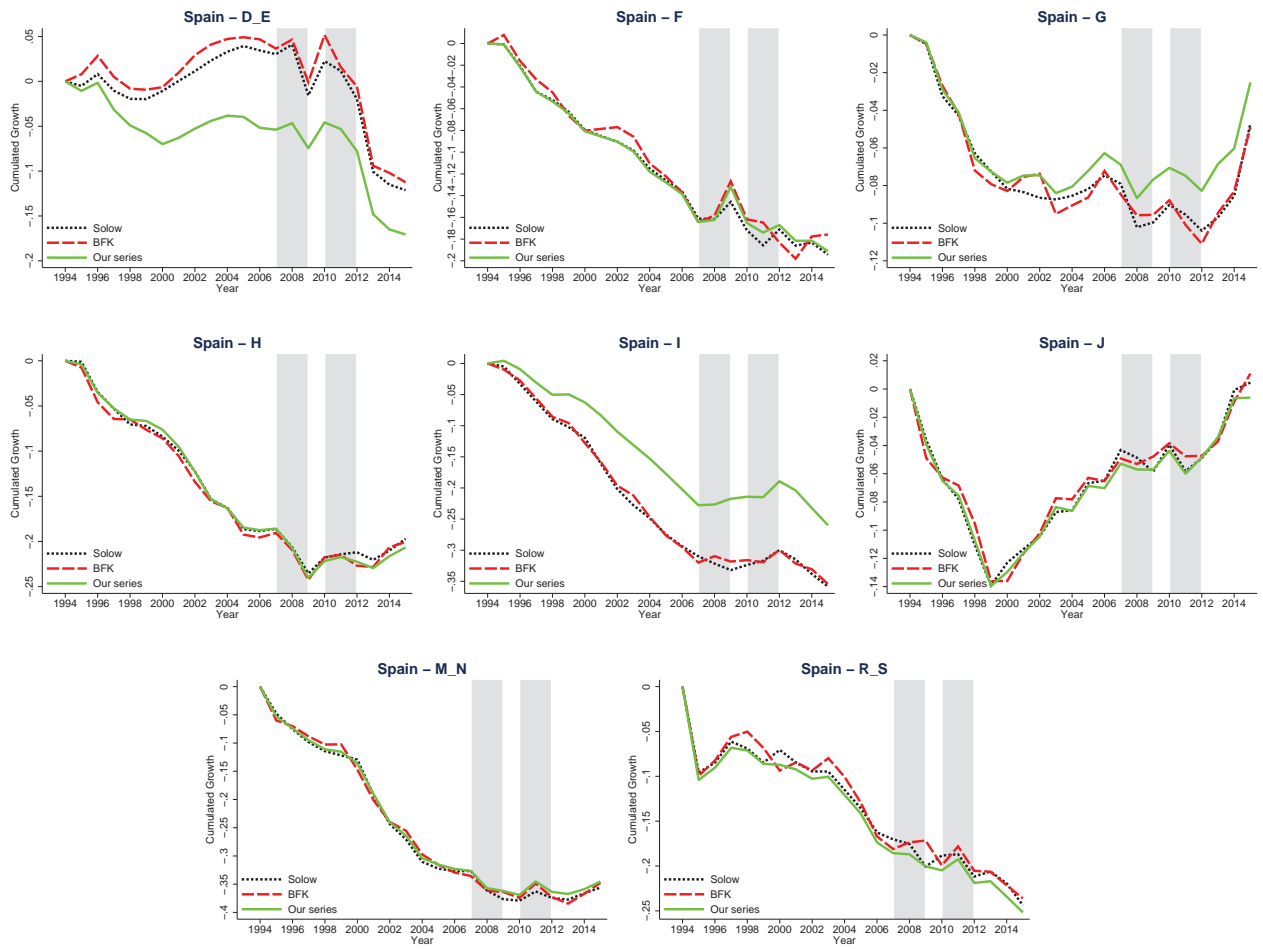 Spain – D_E
Cumulated Growth
.05
0
−.05
−.1
−.15
−.2
Solow
BFK
Our series
1994 1996 1998 2000 2002 2004 2006 2008 2010 2012 2014
Year
Spain – F
Cumulated Growth
0
−.02
−.04
−.06
−.08
−.1
−.12
−.14
−.16
−.18
−.2
Solow
BFK
Our series
1994 1996 1998 2000 2002 2004 2006 2008 2010 2012 2014
Year
Spain – G
Cumulated Growth
0
−.02
−.04
−.06
−.08
−.1
−.12
Solow
BFK
Our series
1994 1996 1998 2000 2002 2004 2006 2008 2010 2012 2014
Year
Spain – H
Cumulated Growth
0
−.05
−.1
−.15
−.2
−.25
Solow
BFK
Our series
1994 1996 1998 2000 2002 2004 2006 2008 2010 2012 2014
Year
Spain – I
Cumulated Growth
0
−.05
−.1
−.15
−.2
−.25
−.3
−.35
Solow
BFK
Our series
1994 1996 1998 2000 2002 2004 2006 2008 2010 2012 2014
Year
Spain – J
Cumulated Growth
.02
0
−.02
−.04
−.06
−.08
−.1
−.12
−.14
Solow
BFK
Our series
1994 1996 1998 2000 2002 2004 2006 2008 2010 2012 2014
Year
Spain – M_N
Cumulated Growth
0
−.05
−.1
−.15
−.2
−.25
−.3
−.35
−.4
Solow
BFK
Our series
1994 1996 1998 2000 2002 2004 2006 2008 2010 2012 2014
Year
Spain – R_S
Cumulated Growth
0
−.05
−.1
−.15
−.2
−.25
Solow
BFK
Our series
1994 1996 1998 2000 2002 2004 2006 2008 2010 2012 2014
Year